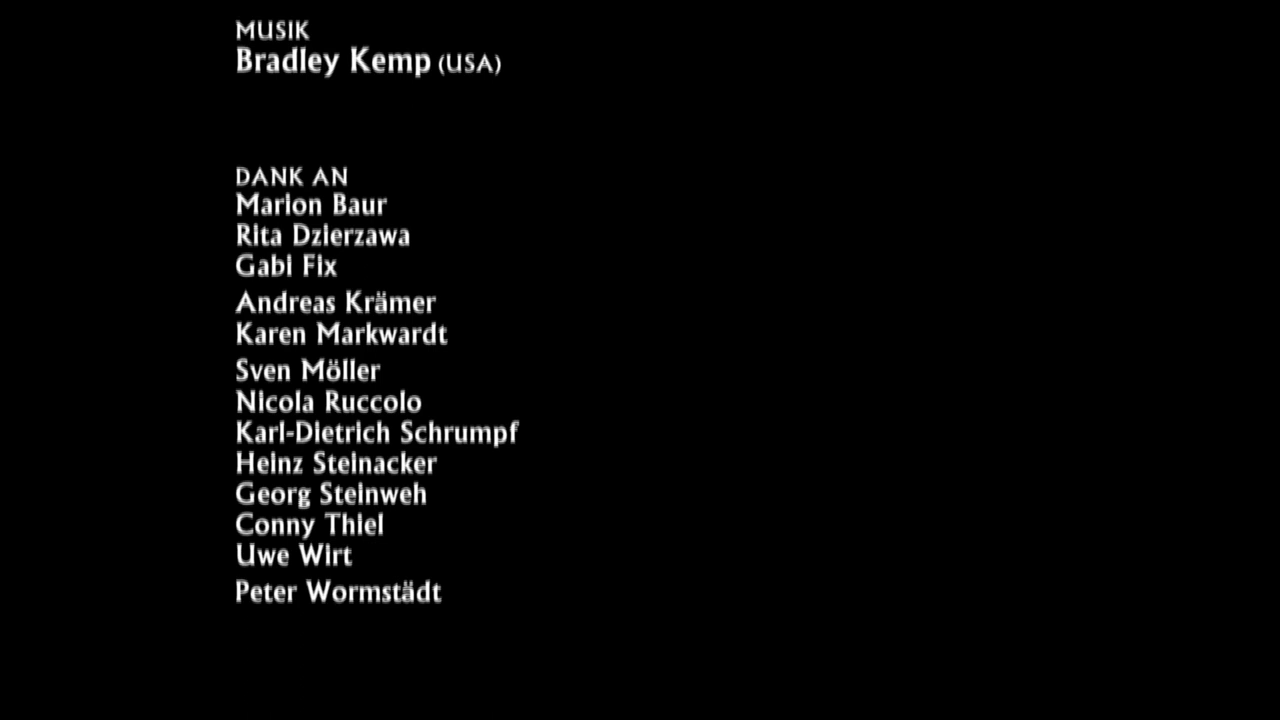 MUSIK
Bradley Kemp (USA)
DANK AN
Marion Baur
Rita Dzierzawa
Gabi Fix
Andreas Krämer
Karen Markwardt
Sven Möller
Nicola Ruccolo
Karl-Dietrich Schrumpf
Heinz Steinacker
Georg Steinweh
Conny Thiel
Uwe Wirt
Peter Wormstädt